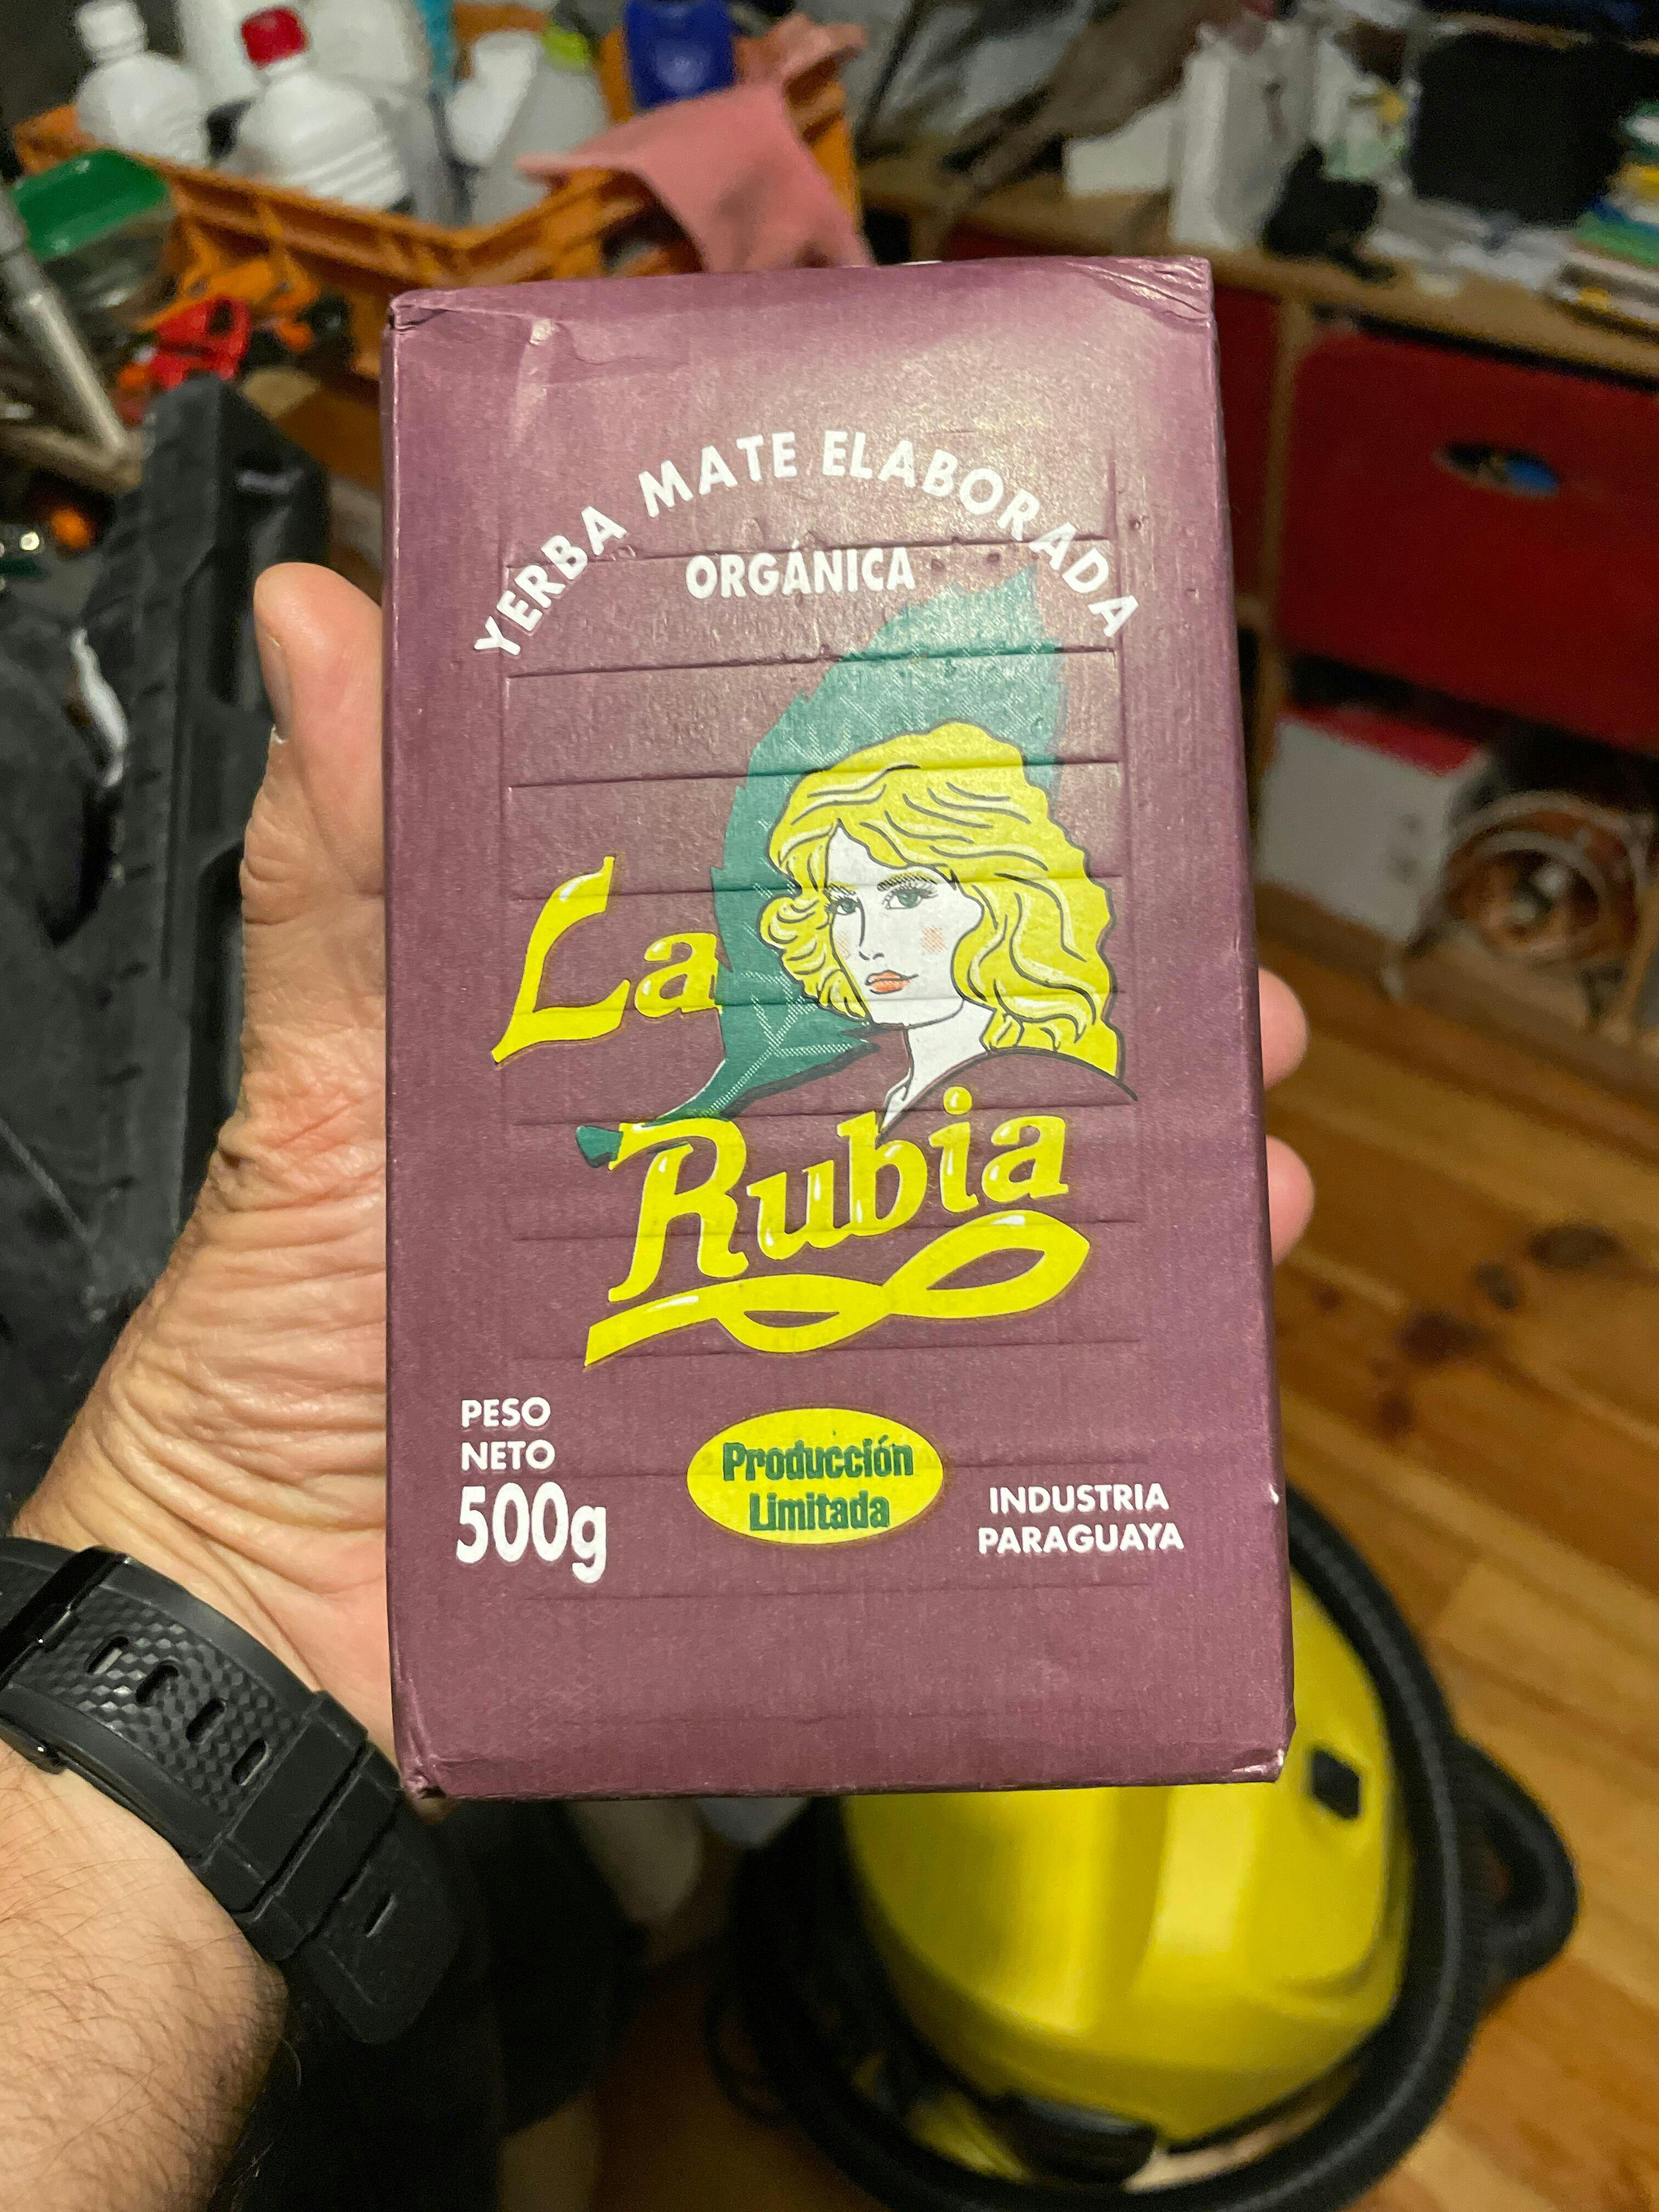 YERBA MATE ELABORADA
ORGÁNICA
La
Rubia
PESO
NETO
500g
Producción
Limitada
INDUSTRIA
PARAGUAYA